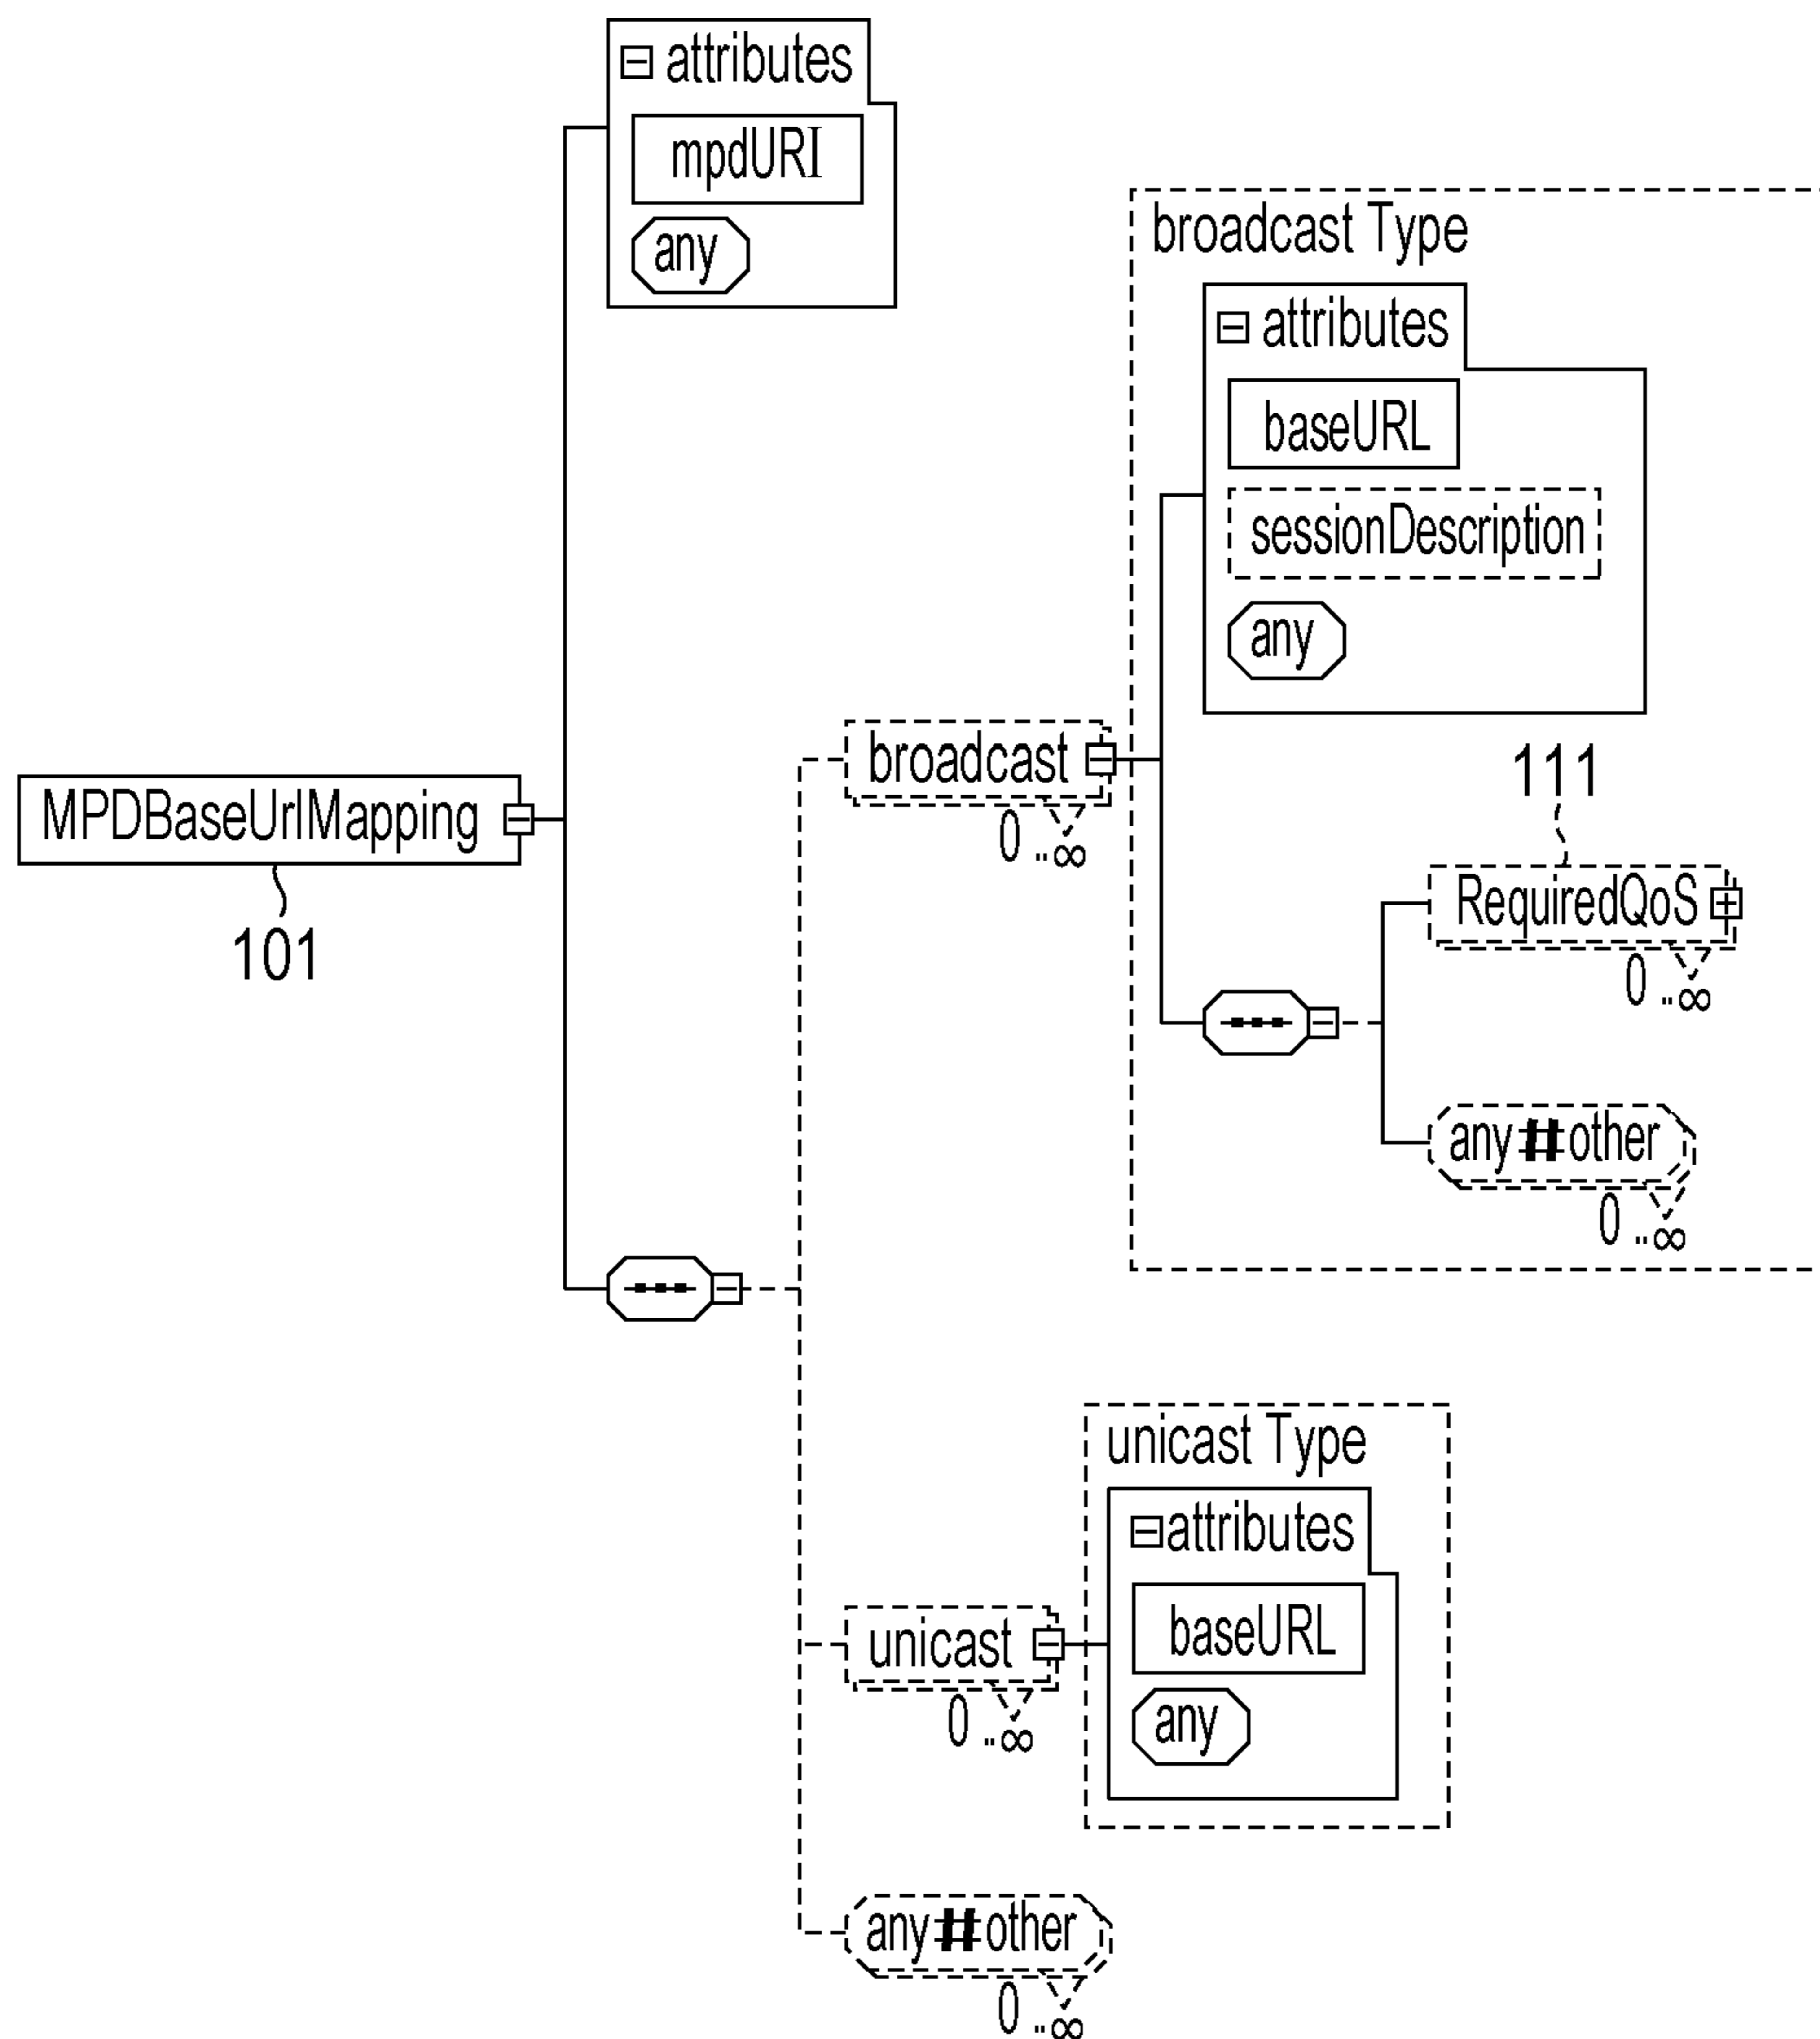 attributes
mpdURI
any
broadcast Type
attributes
baseURL
sessionDescription
any
broadcast
0..∞
111
MPDBaseUrlMapping
101
RequiredQoS
0..∞
any##other
0..∞
unicast Type
attributes
baseURL
unicast
0..∞
any
any##other
0..∞